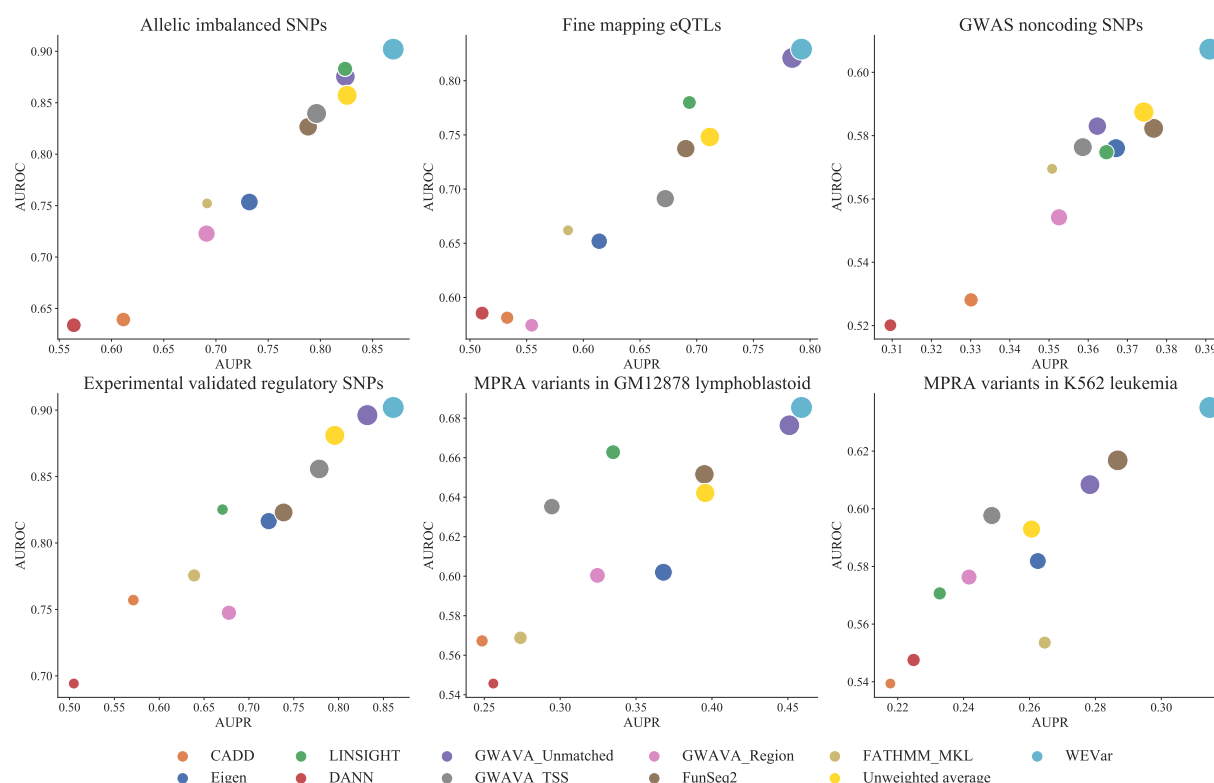 Allelic imbalanced SNPs
Fine mapping eQTLs
GWAS noncoding SNPs
AUROC
0.90
0.85
0.80
0.75
0.70
0.65
0.55 0.60 0.65 0.70 0.75 0.80 0.85
AUPR
AUROC
0.80
0.75
0.70
0.65
0.60
0.50 0.55 0.60 0.65 0.70 0.75 0.80
AUPR
AUROC
0.60
0.58
0.56
0.54
0.52
0.31 0.32 0.33 0.34 0.35 0.36 0.37 0.38 0.39
AUPR
Experimental validated regulatory SNPs
MPRA variants in GM12878 lymphoblastoid
MPRA variants in K562 leukemia
AUROC
0.90
0.85
0.80
0.75
0.70
0.50 0.55 0.60 0.65 0.70 0.75 0.80 0.85
AUPR
AUROC
0.68
0.66
0.64
0.62
0.60
0.58
0.56
0.54
0.25 0.30 0.35 0.40 0.45
AUPR
AUROC
0.62
0.60
0.58
0.56
0.54
0.22 0.24 0.26 0.28 0.30
AUPR
CADD LINSIGHT GWAVA_Unmatched GWAVA_Region FATHMM_MKL WEVar
Eigen DANN GWAVA_TSS FunSeq2 Unweighted average